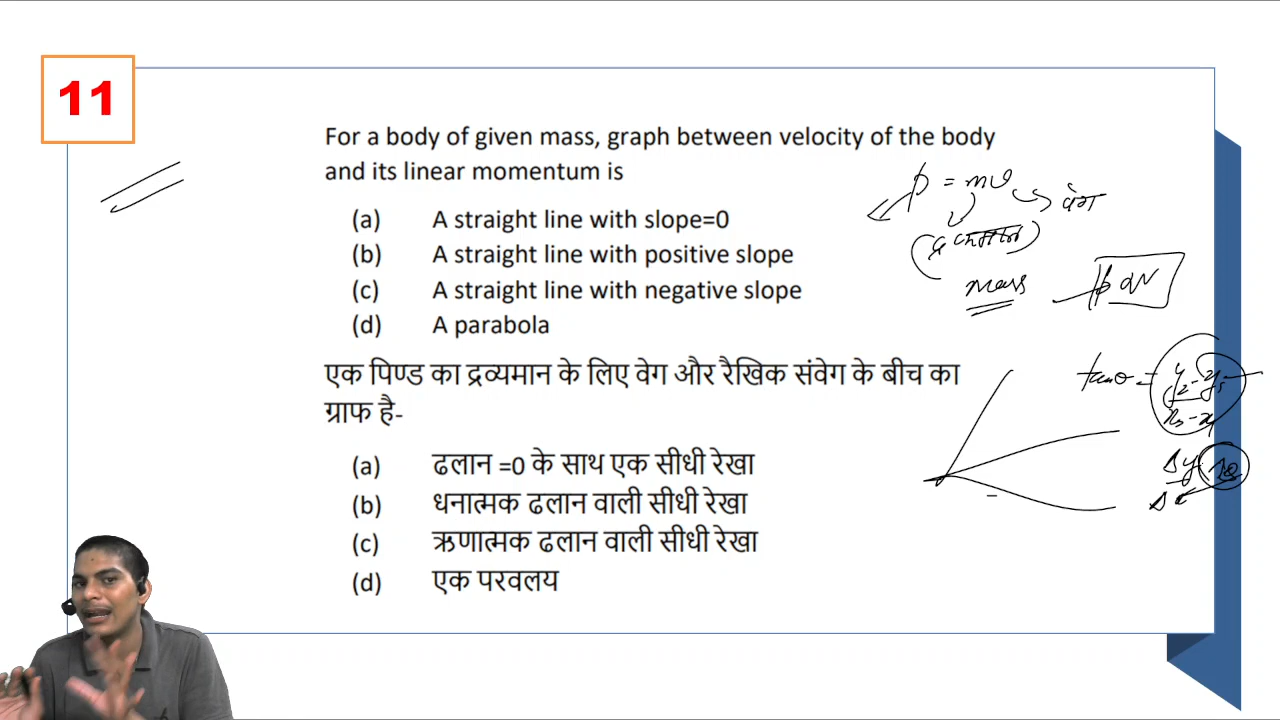 11
For a body of given mass, graph between velocity of the body
and its linear momentum is
(a) A straight line with slope=0
(b) A straight line with positive slope
(c) A straight line with negative slope
(d) A parabola
एक पिण्ड का द्रव्यमान के लिए वेग और रैखिक संवेग के बीच का
ग्राफ है-
(a) ढलान =0 के साथ एक सीधी रेखा
(b) धनात्मक ढलान वाली सीधी रेखा
(c) ऋणात्मक ढलान वाली सीधी रेखा
(d) एक परवलय
p = mv
वेग
mass
tanθ =